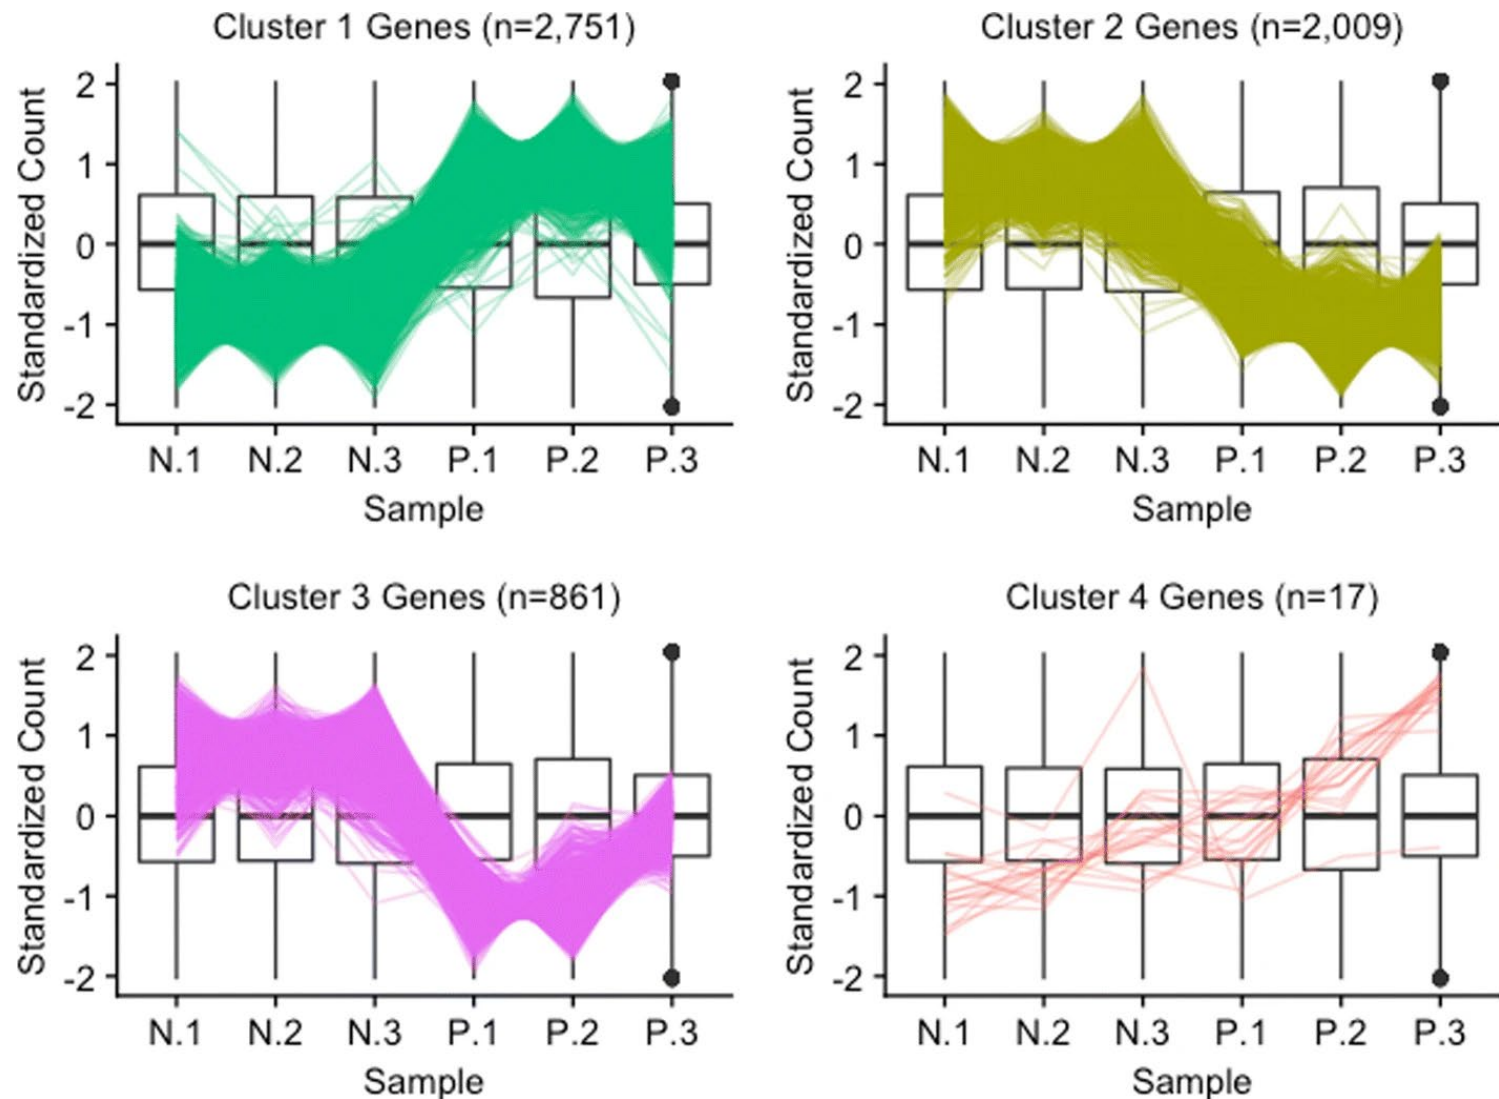 Cluster 1 Genes (n=2,751)
Standardized Count
2
1
0
-1
-2
N.1 N.2 N.3 P.1 P.2 P.3
Sample
Cluster 2 Genes (n=2,009)
Standardized Count
2
1
0
-1
-2
N.1 N.2 N.3 P.1 P.2 P.3
Sample
Cluster 3 Genes (n=861)
Standardized Count
2
1
0
-1
-2
N.1 N.2 N.3 P.1 P.2 P.3
Sample
Cluster 4 Genes (n=17)
Standardized Count
2
1
0
-1
-2
N.1 N.2 N.3 P.1 P.2 P.3
Sample